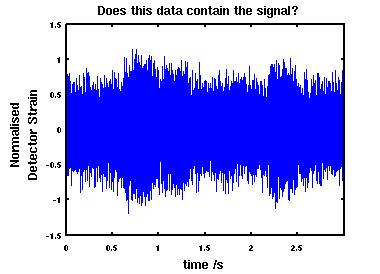 Does this data contain the signal?
1.5
1
0.5
0
-0.5
-1
-1.5
Normalised
Detector Strain
0 0.5 1 1.5 2 2.5
time /s